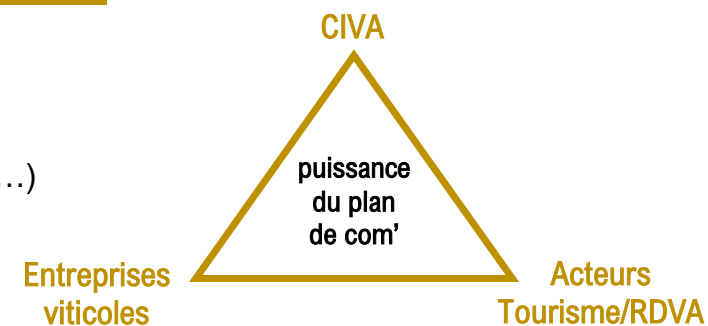 CIVA
…)
puissance
du plan
de com’
Entreprises
viticoles
Acteurs
Tourisme/RDVA